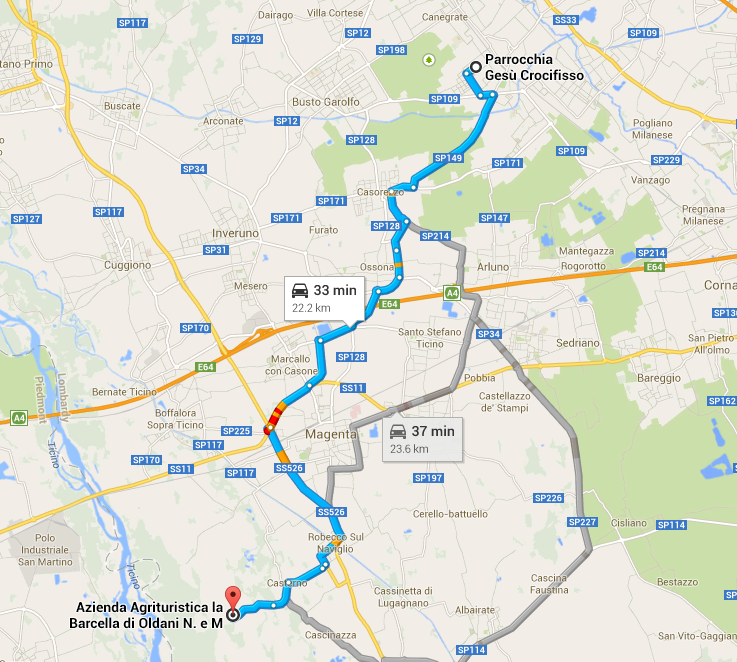 Villa Cortese
Canegrate
Dairago
SS33
SP117
SP12
SP109
SP129
SP198
Parrocchia
Gesù Crocifisso
tano Primo
Buscate
Busto Garolfo
SP109
Arconate
SP12
Pogliano
Milanese
SP128
SP109
SP149
SP171
SP229
SP34
Vanzago
Casorezzo
SP171
SP117
SP171
SP147
Pregnana
Milanese
SP127
SP128
Inveruno
Furato
SP214
SP31
Mantegazza
SP214
Cuggiono
Ossona
Arluno
Rogorotto
E64
Mesero
33 min
22.2 km
A4
Corna
E64
SP170
Santo Stefano
Ticino
SP34
SP13
Sedriano
San Pietro
All'olmo
Marcallo
con Casone
SP128
E64
Pobbia
Bareggio
Lombardy
Piedmont
SS11
Bernate Ticino
Castellazzo
de' Stampi
SP162
A4
Boffalora
Sopra Ticino
SP225
Magenta
37 min
23.6 km
SP117
Ticino
SP170
SS11
SP117
SS526
SP197
SP226
SS526
Cerello-battuello
SP227
Cisliano
SP114
Polo
Industriale
San Martino
Robecco Sul
Naviglio
Ticino
Casterno
Cascina
Faustina
Bestazzo
Cassinetta di
Lugagnano
Azienda Agrituristica la
Barcella di Oldani N. e M
Albairate
Cascinazza
San Vito-Gaggian
SP114